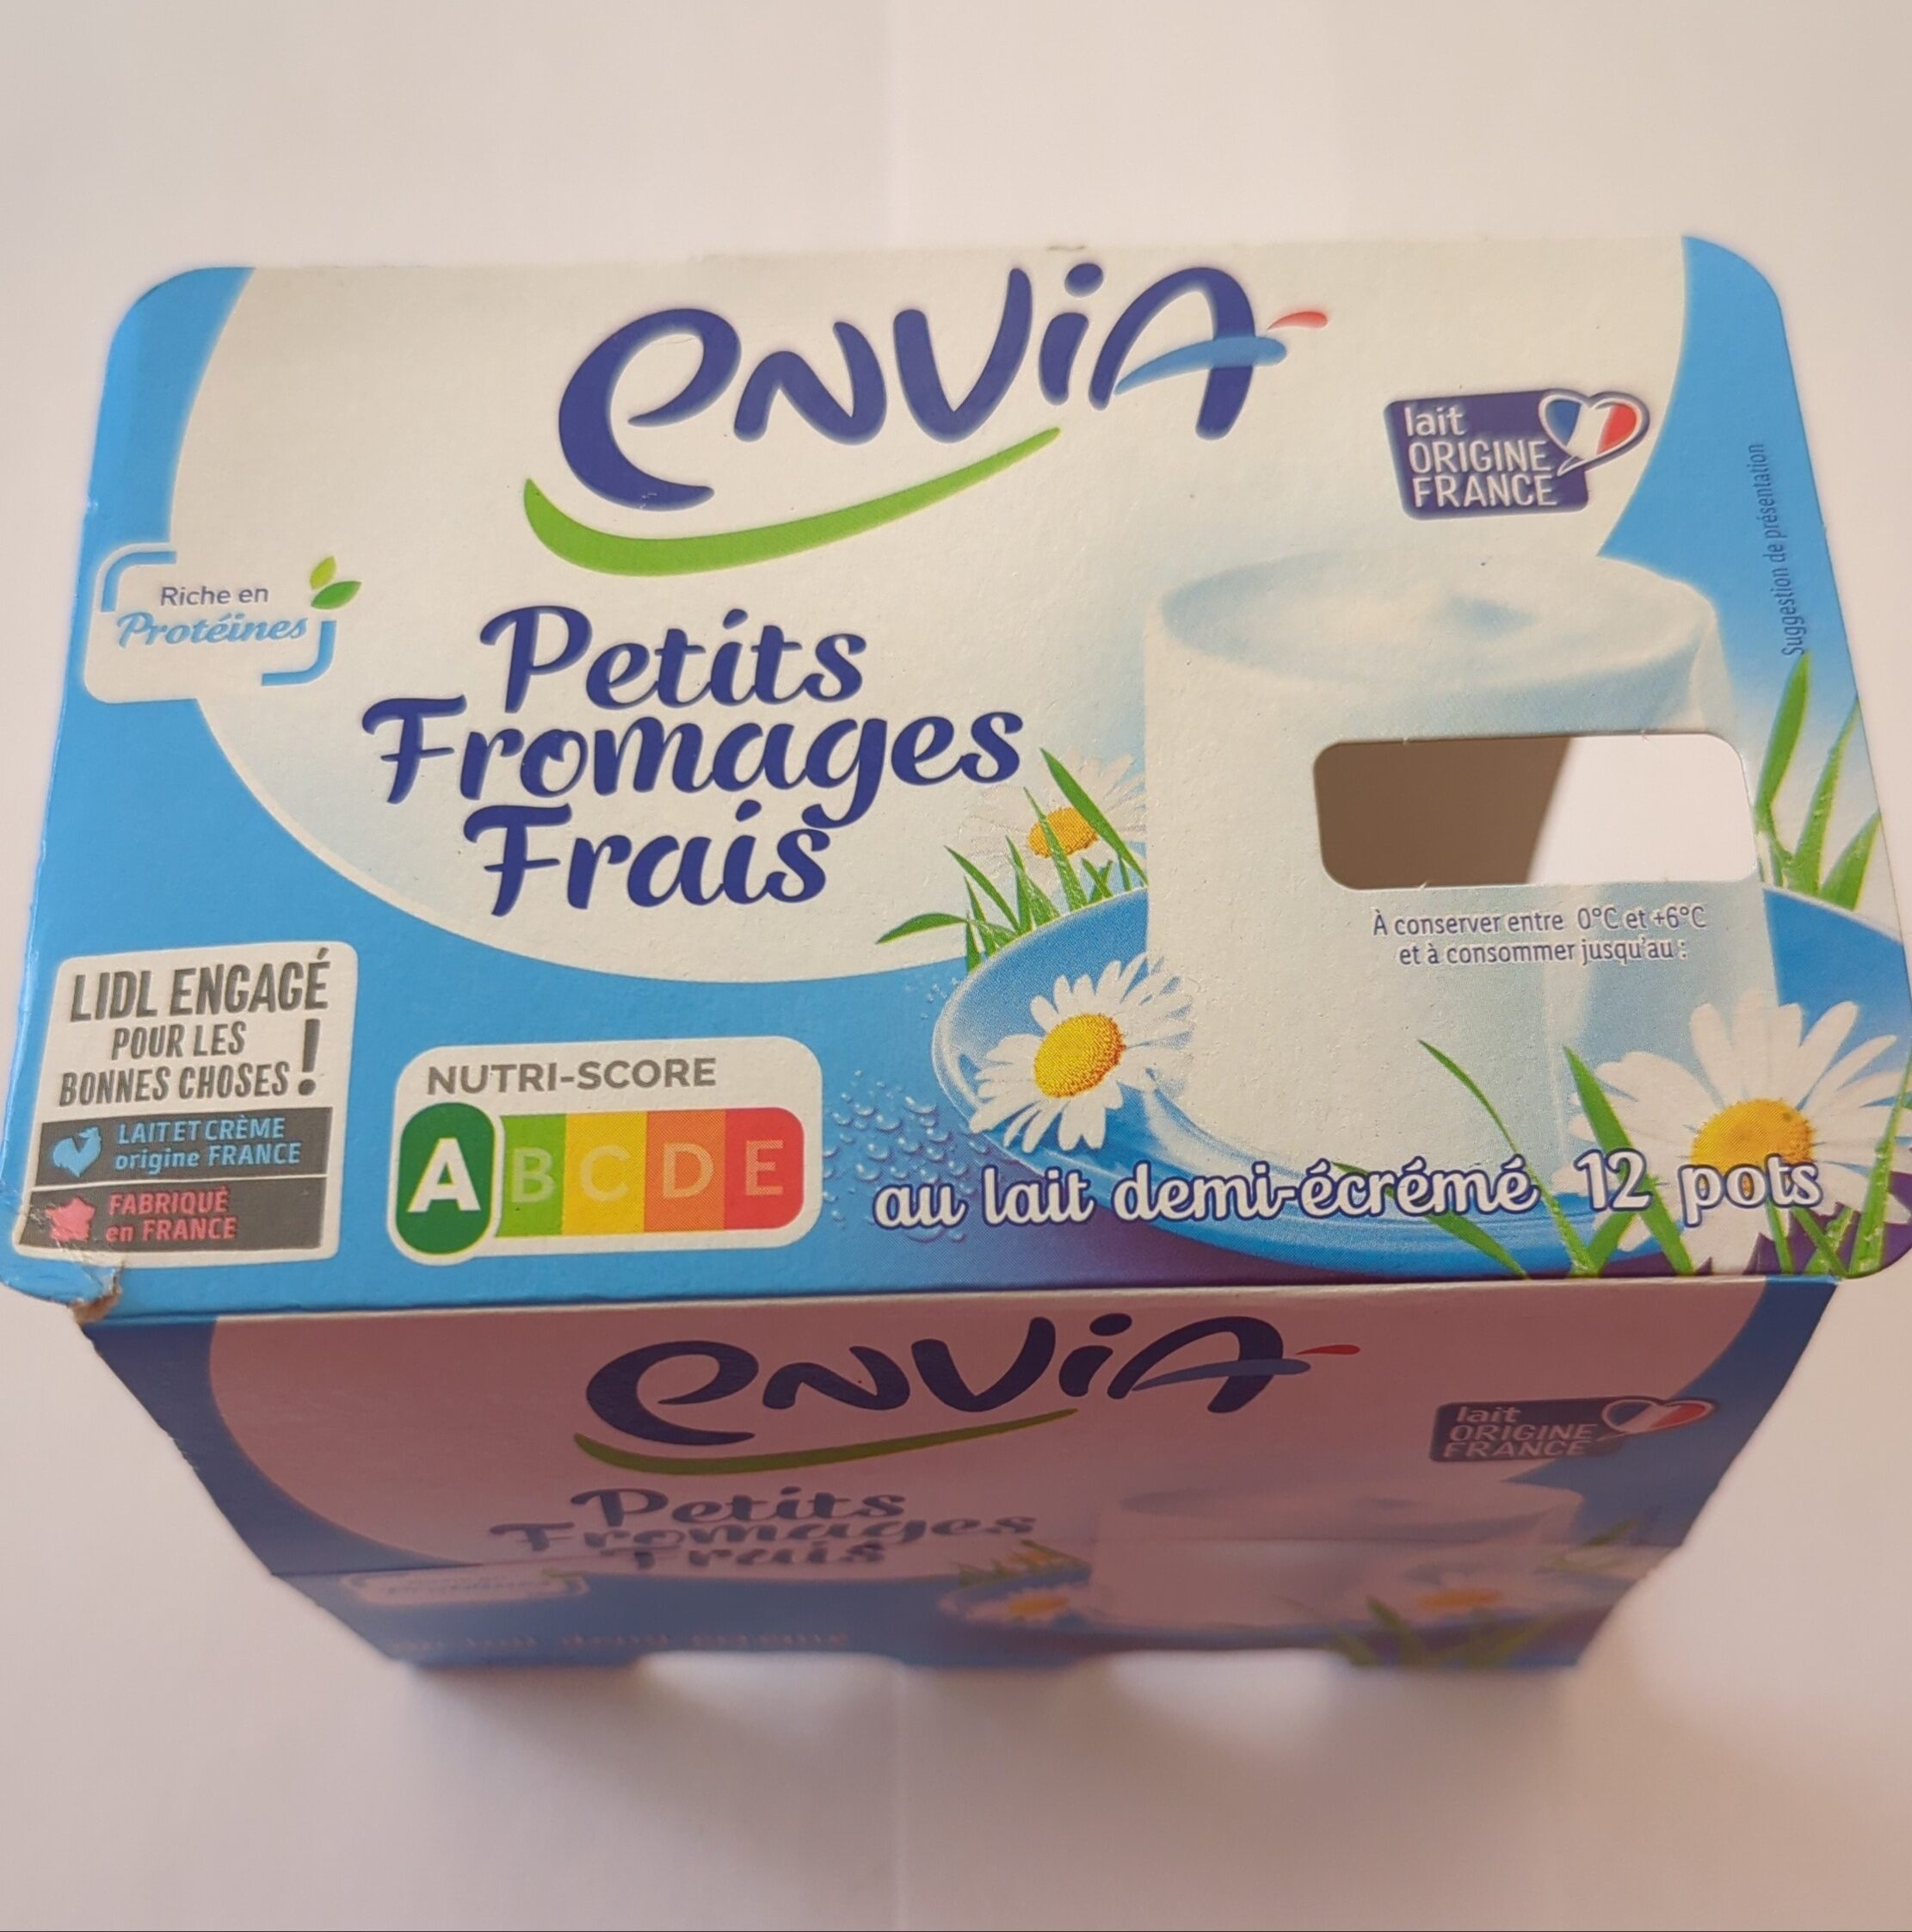 envia
lait
ORIGINE
FRANCE
Suggestion de présentation
Riche en
Protéines
Petits
Fromages
Frais
À conserver entre 0°C et +6°C
et à consommer jusqu'au :
LIDL ENGAGÉ
POUR LES
BONNES CHOSES !
LAIT ET CRÈME
origine FRANCE
FABRIQUÉ
en FRANCE
NUTRI-SCORE
A B C D E
au lait demi-écrémé 12 pots
envia
lait
ORIGINE
FRANCE
Petits
Fromages
Frais